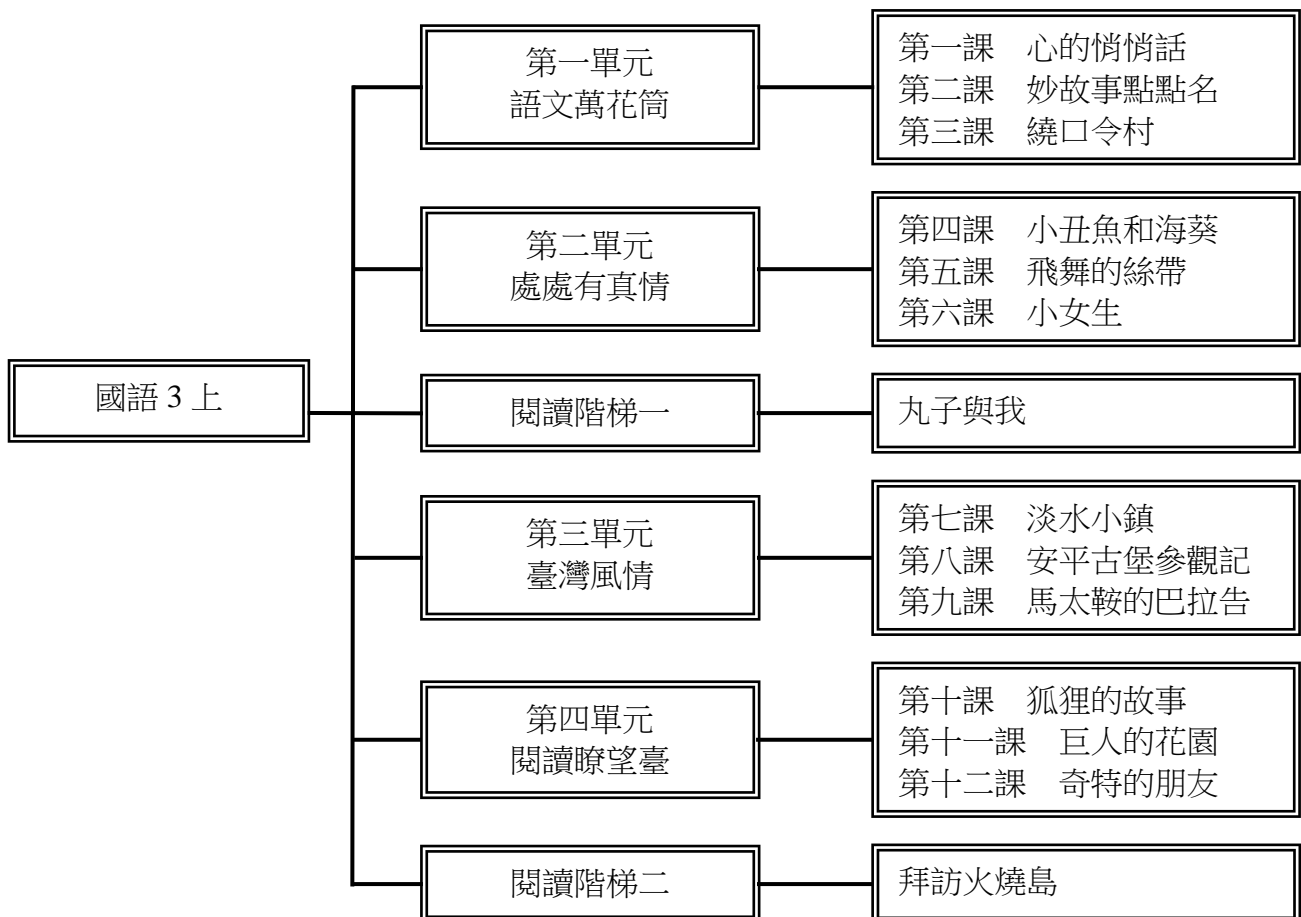 國語 3 上
第一單元
語文萬花筒
第一課　心的悄悄話
第二課　妙故事點點名
第三課　繞口令村
第二單元
處處有真情
第四課　小丑魚和海葵
第五課　飛舞的絲帶
第六課　小女生
閱讀階梯一
丸子與我
第三單元
臺灣風情
第七課　淡水小鎮
第八課　安平古堡參觀記
第九課　馬太鞍的巴拉告
第四單元
閱讀瞭望臺
第十課　狐狸的故事
第十一課　巨人的花園
第十二課　奇特的朋友
閱讀階梯二
拜訪火燒島